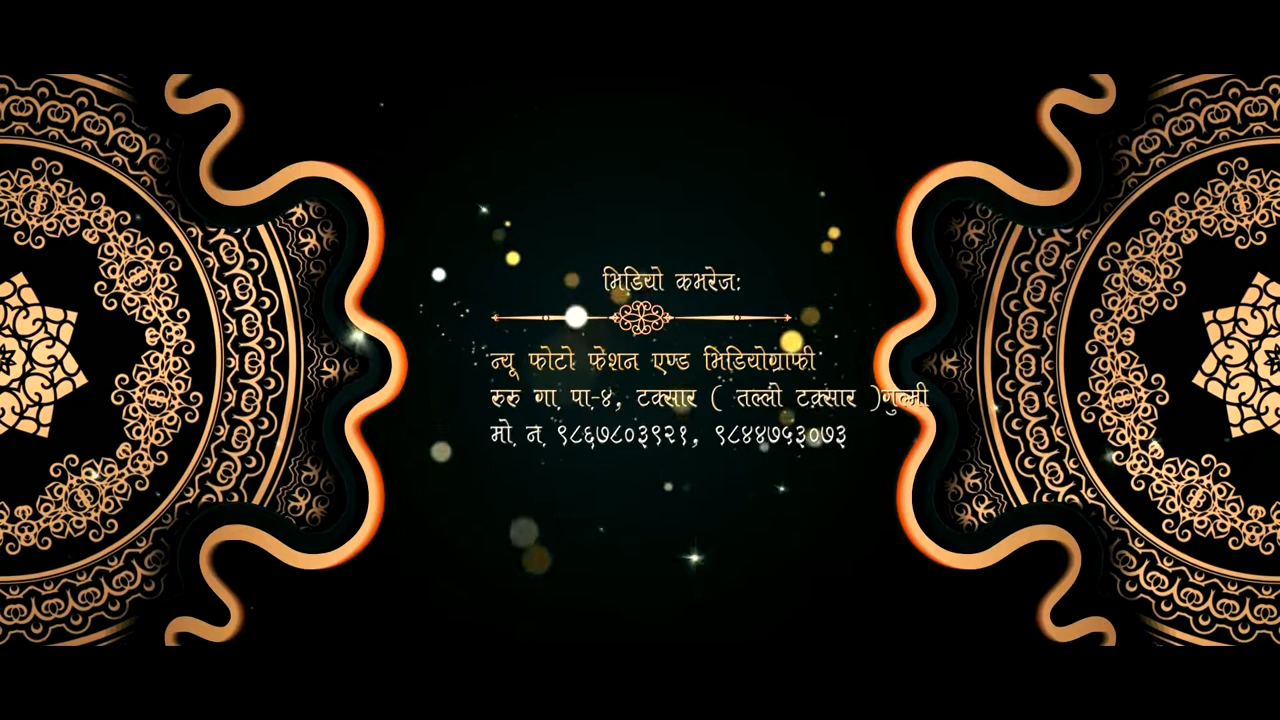 भिडियो कभरेजः
न्यू फोटो फेशन एण्ड भिडियोग्राफी
रुरु गा.पा-४, टक्सार ( तल्लो टक्सार )गुल्मी
मो.न.९८६७८०३९२१, ९८४४७५३०७३